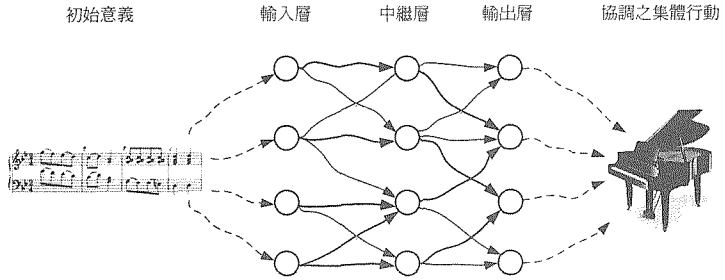 初始意義
輸入層
中繼層
輸出層
協調之集體行動